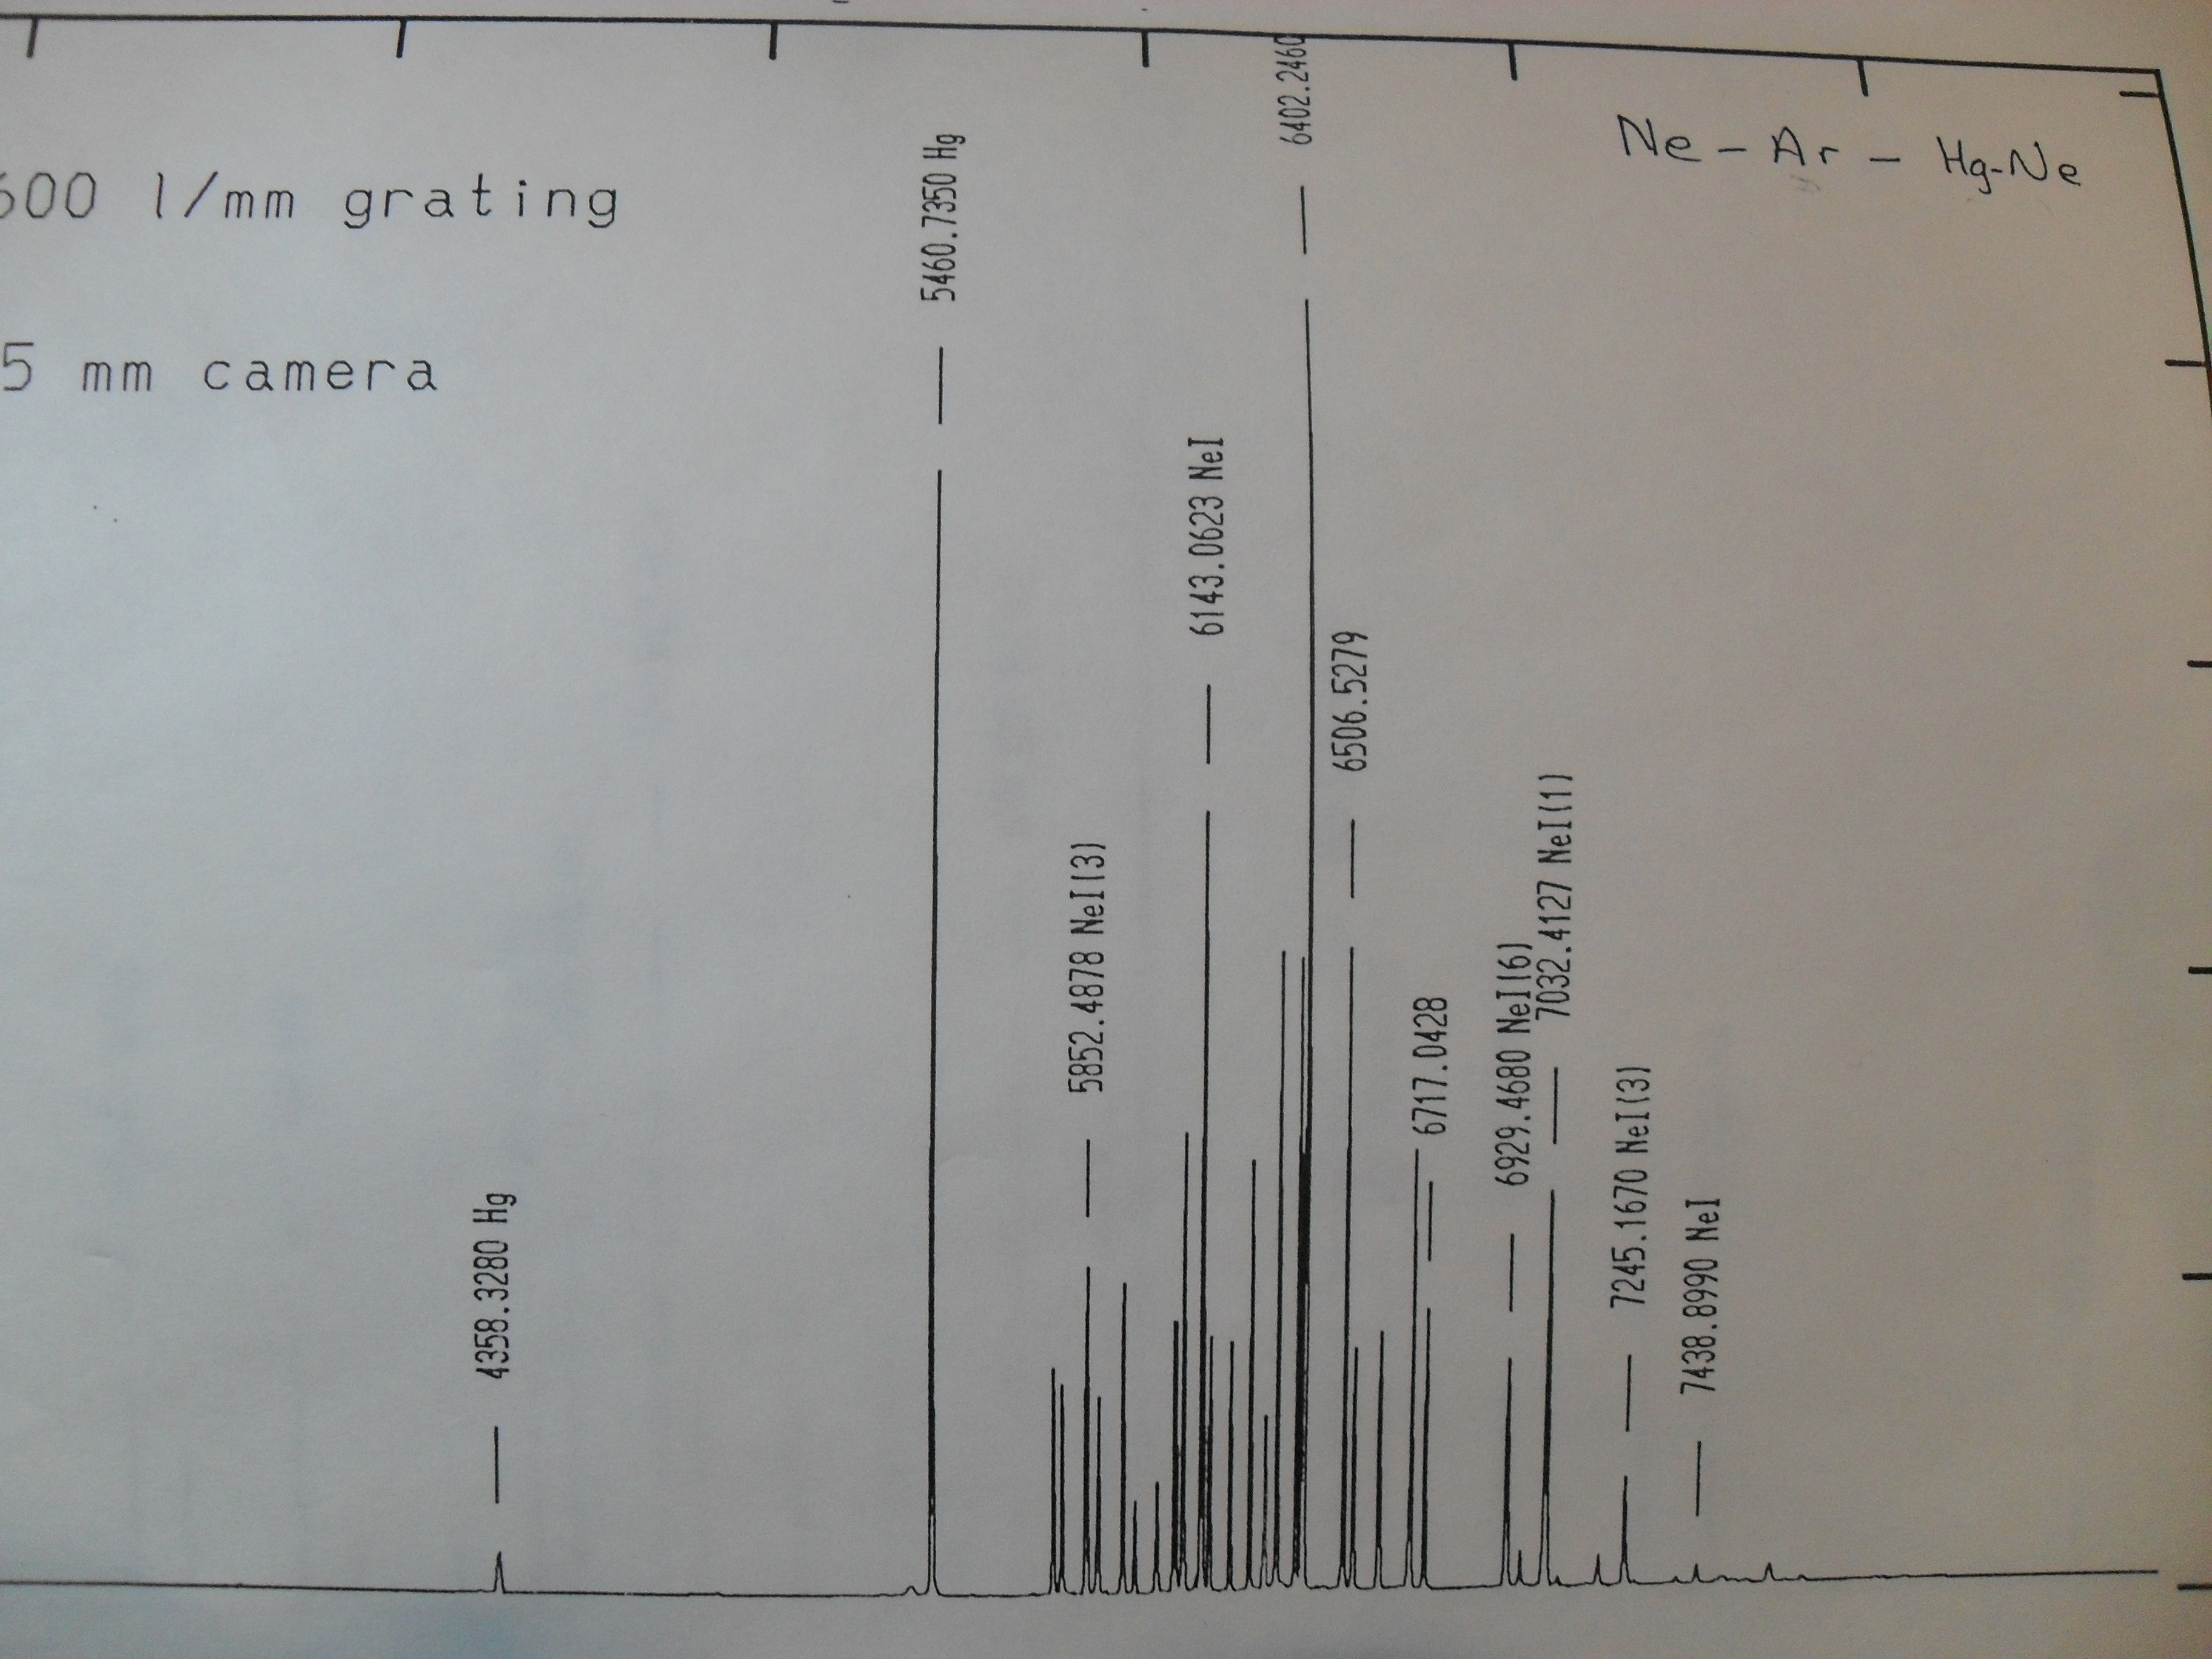 600 l/mm grating
5 mm camera
Ne - Ar - Hg-Ne
4358.3280 Hg
5460.7350 Hg
5852.4878 NeI(3)
6143.0623 NeI
6402.2460
6506.5279
6717.0428
6929.4680 NeI(6)
7032.4127 NeI(1)
7245.1670 NeI(3)
7438.8990 NeI